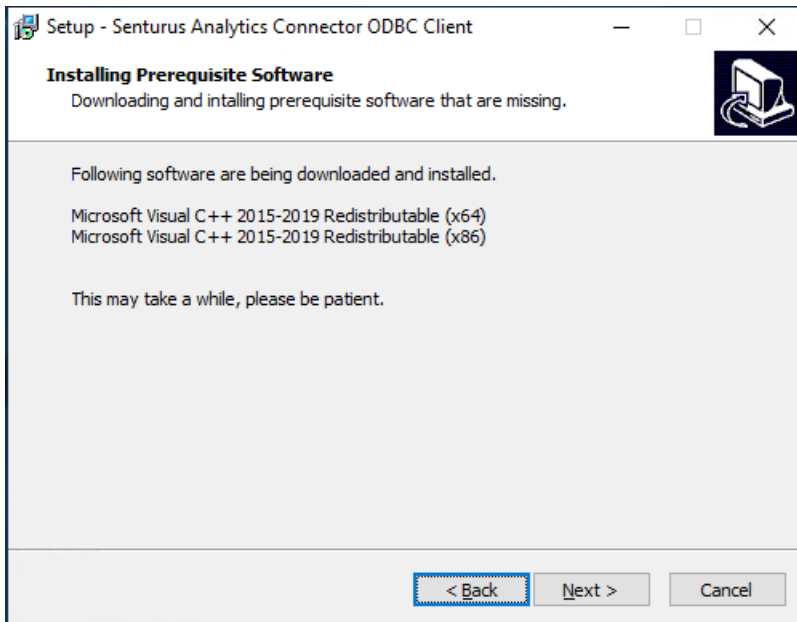 Setup - Senturus Analytics Connector ODBC Client
Installing Prerequisite Software
Downloading and intalling prerequisite software that are missing.
Following software are being downloaded and installed.
Microsoft Visual C++ 2015-2019 Redistributable (x64)
Microsoft Visual C++ 2015-2019 Redistributable (x86)
This may take a while, please be patient.
< Back Next > Cancel